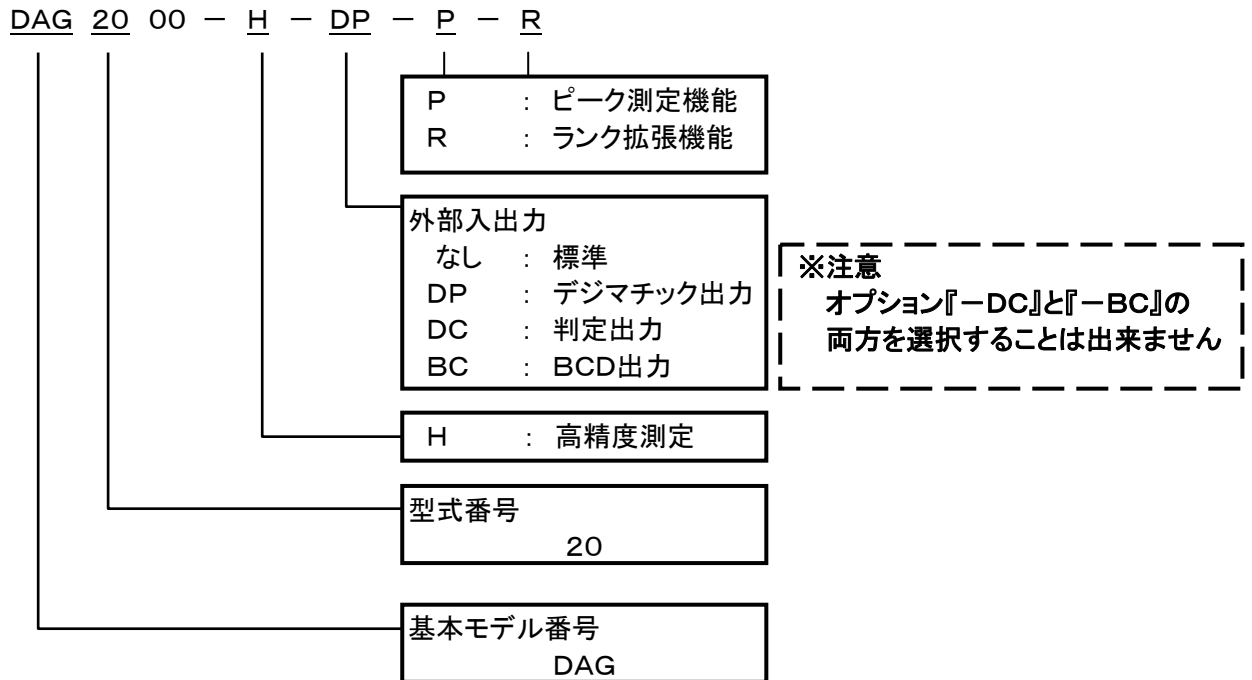 DAG 20 00 － H － DP － P － R
P ： ピーク測定機能
R ： ランク拡張機能
外部入出力
なし ： 標準
DP ： デジマチック出力
DC ： 判定出力
BC ： BCD出力
※注意
オプション『－DC』と『－BC』の
両方を選択することは出来ません
H ： 高精度測定
型式番号
20
基本モデル番号
DAG